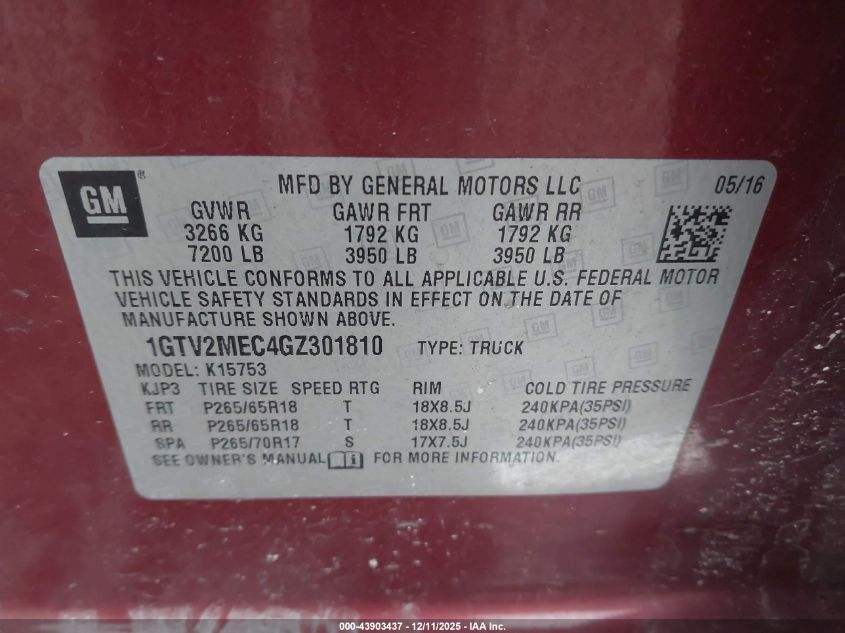 GM ®
MFD BY GENERAL MOTORS LLC 05/16
GVWR GAWR FRT GAWR RR
3266 KG 1792 KG 1792 KG
7200 LB 3950 LB 3950 LB
THIS VEHICLE CONFORMS TO ALL APPLICABLE U.S. FEDERAL MOTOR
VEHICLE SAFETY STANDARDS IN EFFECT ON THE DATE OF
MANUFACTURE SHOWN ABOVE.
1GTV2MEC4GZ301810 TYPE: TRUCK
MODEL: K15753
KJP3 TIRE SIZE SPEED RTG RIM COLD TIRE PRESSURE
FRT P265/65R18 T 18X8.5J 240KPA(35PSI)
RR P265/65R18 T 18X8.5J 240KPA(35PSI)
SPA P265/70R17 S 17X7.5J 240KPA(35PSI)
SEE OWNER'S MANUAL FOR MORE INFORMATION.
000-43903437 - 12/11/2025 - IAA Inc.